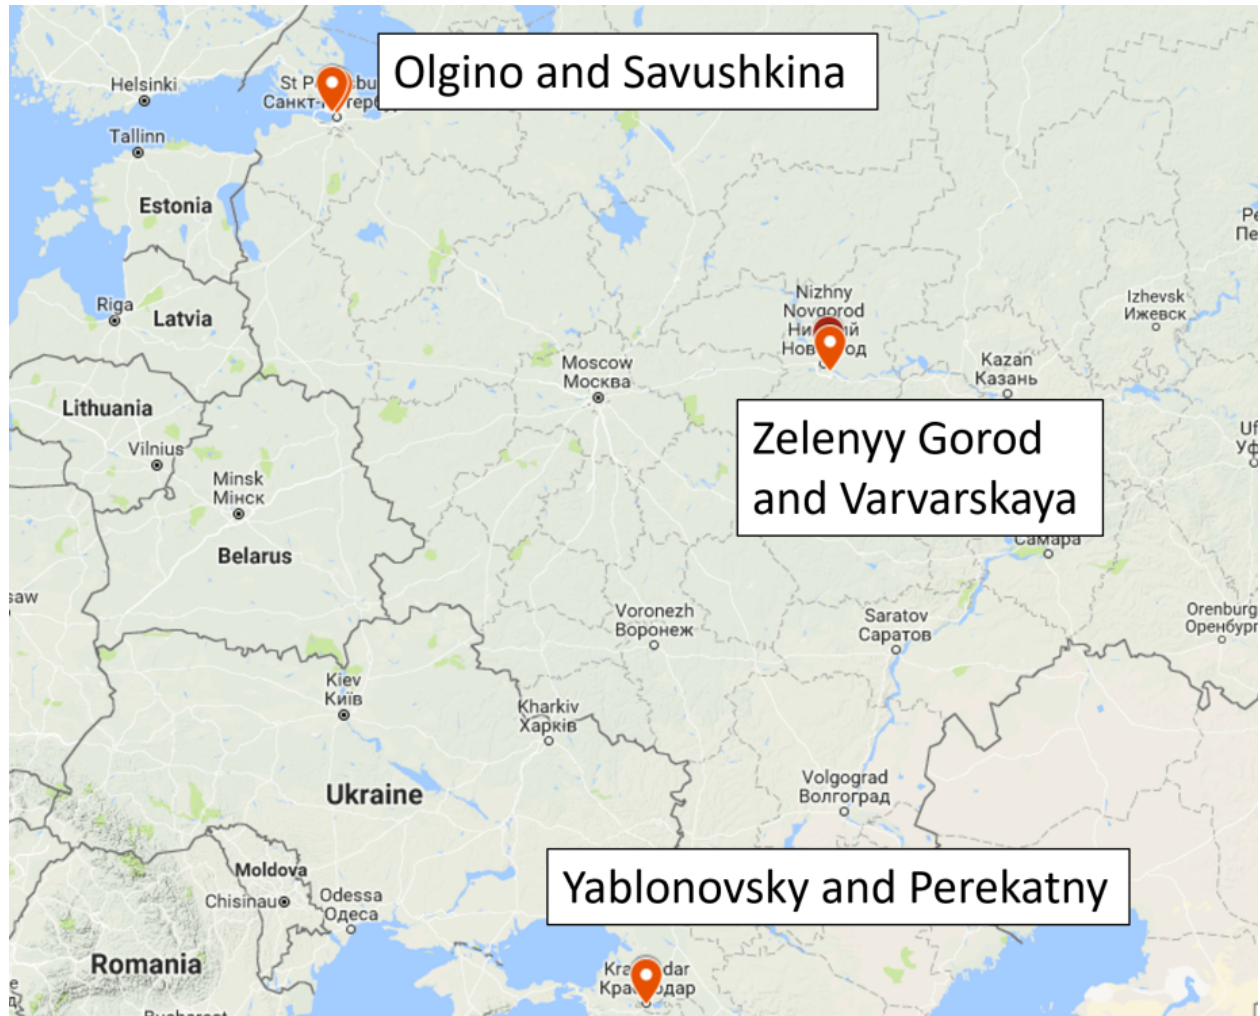 Olgino and Savushkina
Helsinki
Tallinn
Estonia
Riga
Latvia
Nizhny
Novgorod
Izhevsk
Ижевск
Moscow
Москва
Kazan
Казань
Lithuania
Vilnius
Zelenyy Gorod
and Varvarskaya
Minsk
Мінск
Belarus
Самара
Voronezh
Воронеж
Saratov
Саратов
Orenburg
Оренбург
Kiev
Київ
Kharkiv
Харків
Ukraine
Volgograd
Волгоград
Yablonovsky and Perekatny
Moldova
Chisinau
Odessa
Одеса
Romania